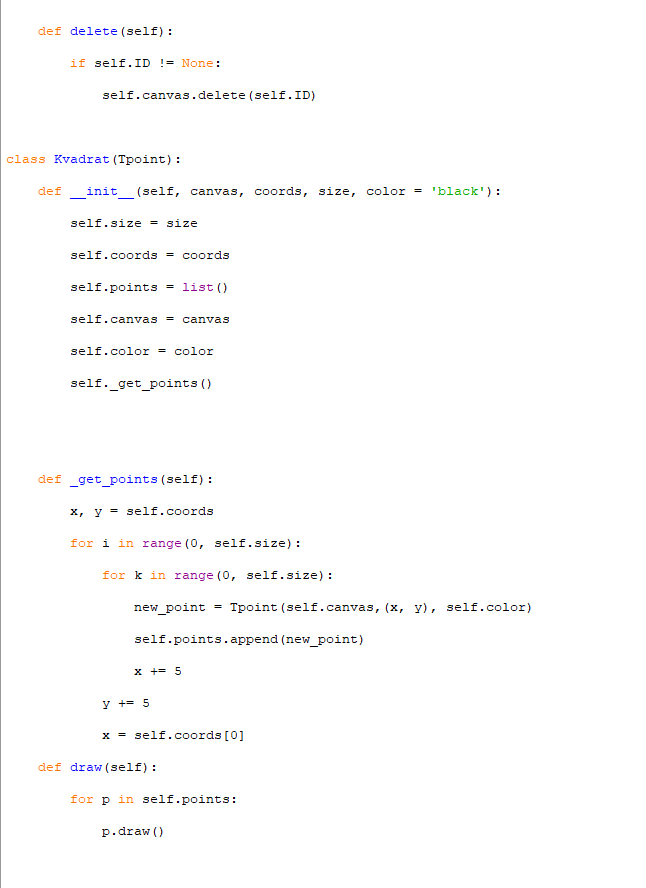 def delete(self):
        if self.ID != None:
            self.canvas.delete(self.ID)
class Kvadrat(Tpoint):
    def __init__(self, canvas, coords, size, color = 'black'):
        self.size = size
        self.coords = coords
        self.points = list()
        self.canvas = canvas
        self.color = color
        self._get_points()
    def _get_points(self):
        x, y = self.coords
        for i in range(0, self.size):
            for k in range(0, self.size):
                new_point = Tpoint(self.canvas,(x, y), self.color)
                self.points.append(new_point)
                x += 5
            y += 5
            x = self.coords[0]
    def draw(self):
        for p in self.points:
            p.draw()